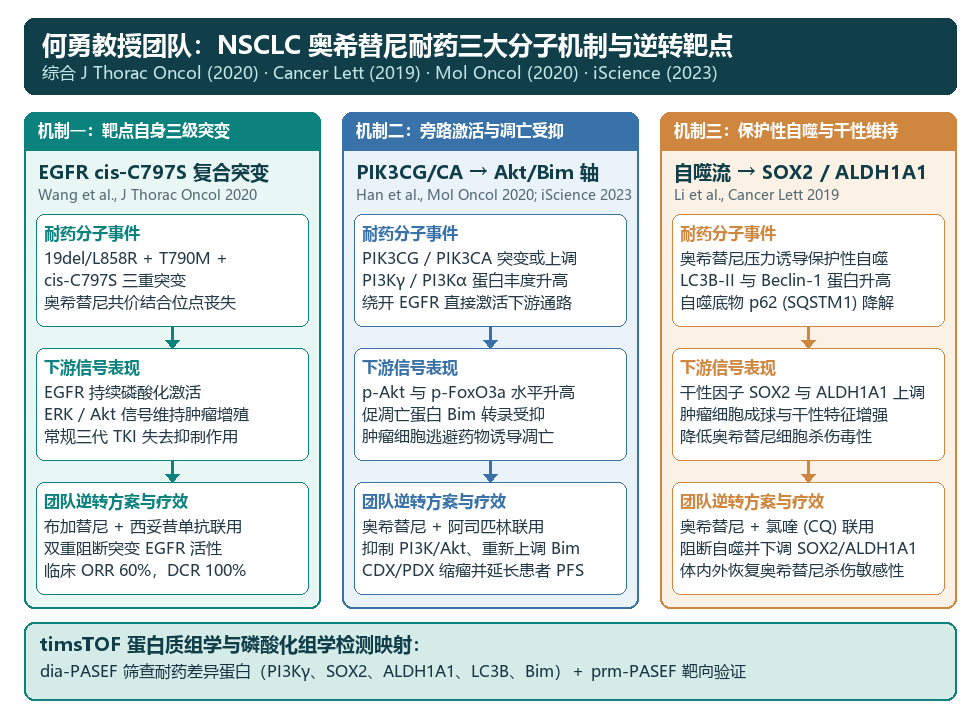 何勇教授团队：NSCLC 奥希替尼耐药三大分子机制与逆转靶点
综合 J Thorac Oncol (2020) · Cancer Lett (2019) · Mol Oncol (2020) · iScience (2023)
机制一：靶点自身三级突变
EGFR cis-C797S 复合突变
Wang et al., J Thorac Oncol 2020
耐药分子事件
19del/L858R + T790M +
cis-C797S 三重突变
奥希替尼共价结合位点丧失
下游信号表现
EGFR 持续磷酸化激活
ERK / Akt 信号维持肿瘤增殖
常规三代 TKI 失去抑制作用
团队逆转方案与疗效
布加替尼 + 西妥昔单抗联用
双重阻断突变 EGFR 活性
临床 ORR 60%，DCR 100%
机制二：旁路激活与凋亡受抑
PIK3CG/CA → Akt/Bim 轴
Han et al., Mol Oncol 2020; iScience 2023
耐药分子事件
PIK3CG / PIK3CA 突变或上调
PI3Kγ / PI3Kα 蛋白丰度升高
绕开 EGFR 直接激活下游通路
下游信号表现
p-Akt 与 p-FoxO3a 水平升高
促凋亡蛋白 Bim 转录受抑
肿瘤细胞逃避药物诱导凋亡
团队逆转方案与疗效
奥希替尼 + 阿司匹林联用
抑制 PI3K/Akt、重新上调 Bim
CDX/PDX 缩瘤并延长患者 PFS
机制三：保护性自噬与干性维持
自噬流 → SOX2 / ALDH1A1
Li et al., Cancer Lett 2019
耐药分子事件
奥希替尼压力诱导保护性自噬
LC3B-II 与 Beclin-1 蛋白升高
自噬底物 p62 (SQSTM1) 降解
下游信号表现
干性因子 SOX2 与 ALDH1A1 上调
肿瘤细胞成球与干性特征增强
降低奥希替尼细胞杀伤毒性
团队逆转方案与疗效
奥希替尼 + 氯喹 (CQ) 联用
阻断自噬并下调 SOX2/ALDH1A1
体内外恢复奥希替尼杀伤敏感性
timsTOF 蛋白质组学与磷酸化组学检测映射：
dia-PASEF 筛查耐药差异蛋白（PI3Kγ、SOX2、ALDH1A1、LC3B、Bim）+ prm-PASEF 靶向验证